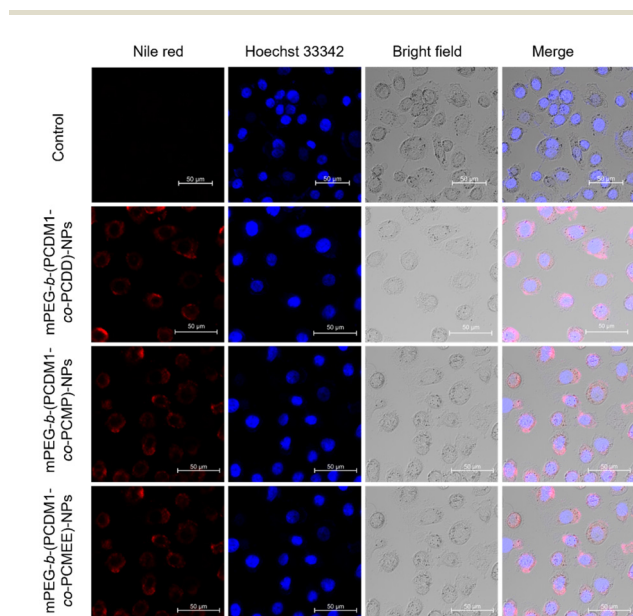 Nile red Hoechst 33342 Bright field Merge
Control
50 µm 50 µm 50 µm 50 µm
mPEG-b-(PCDM1-
co-PCDD)-NPs
50 µm 50 µm 50 µm 50 µm
mPEG-b-(PCDM1-
co-PCMP)-NPs
50 µm 50 µm 50 µm 50 µm
mPEG-b-(PCDM1-
co-PCMEE)-NPs
50 µm 50 µm 50 µm 50 µm